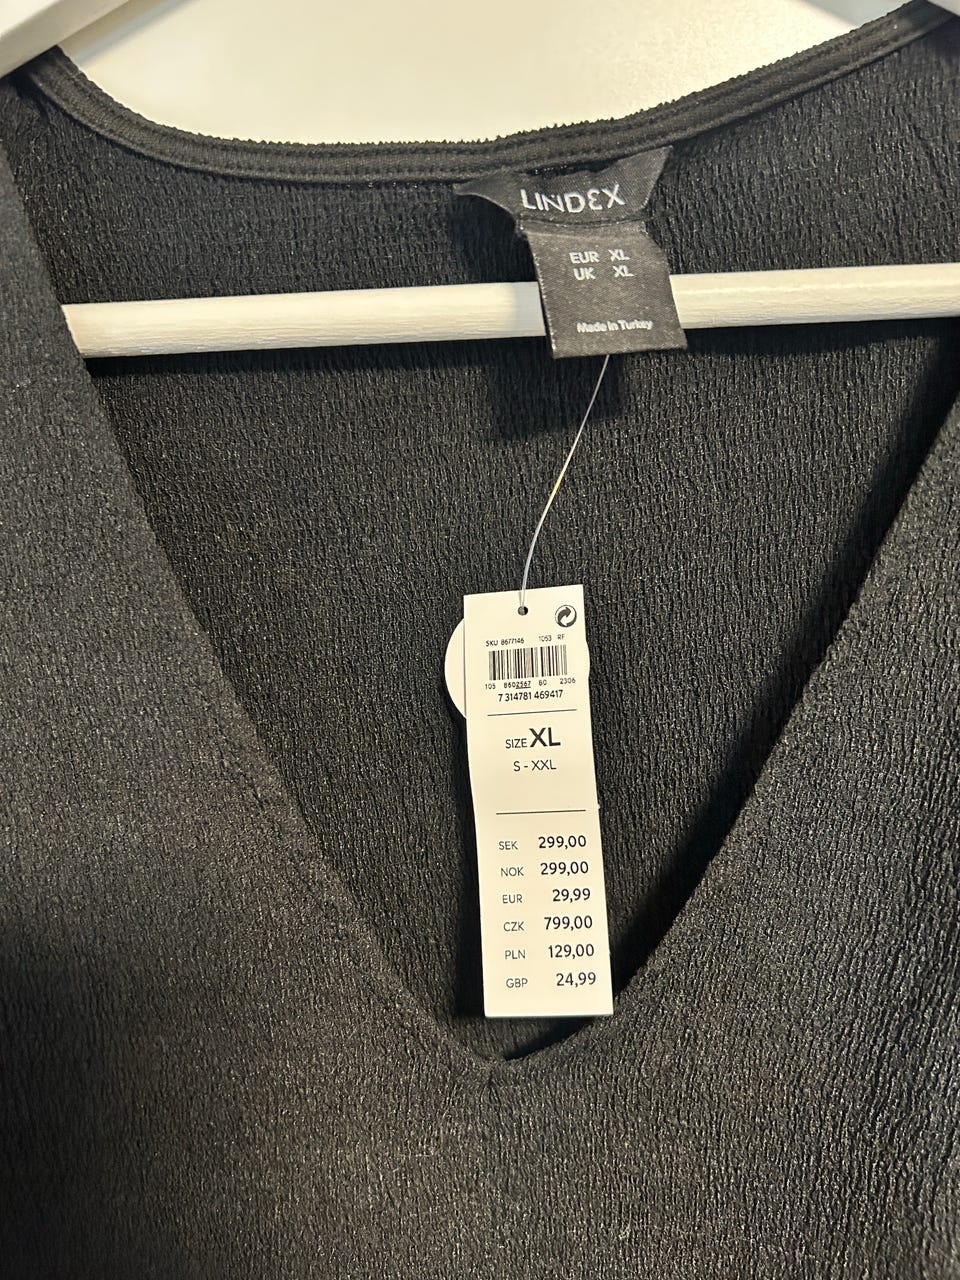 LINDEX
EUR XL
UK XL
Made in Turkey
SKU 8677146 1053 RF
105 8602567 80 2306
7 314781 469417
SIZE XL
S - XXL
SEK 299,00
NOK 299,00
EUR 29,99
CZK 799,00
PLN 129,00
GBP 24,99